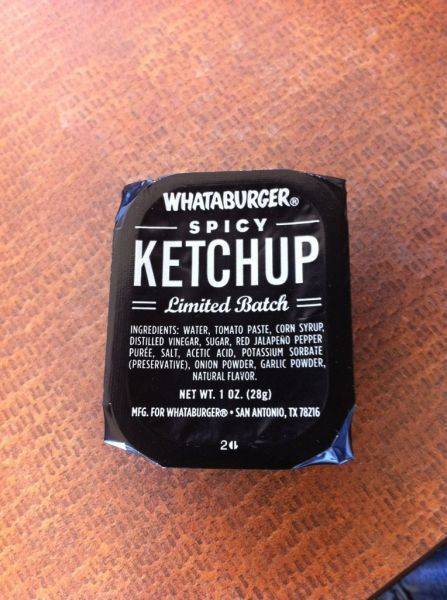 WHATABURGER®
SPICY
KETCHUP
Limited Batch
INGREDIENTS: WATER, TOMATO PASTE, CORN SYRUP,
DISTILLED VINEGAR, SUGAR, RED JALAPEÑO PEPPER
PURÉE, SALT, ACETIC ACID, POTASSIUM SORBATE
(PRESERVATIVE), ONION POWDER, GARLIC POWDER,
NATURAL FLAVOR.
NET WT. 1 OZ. (28g)
MFG. FOR WHATABURGER® • SAN ANTONIO, TX 78216